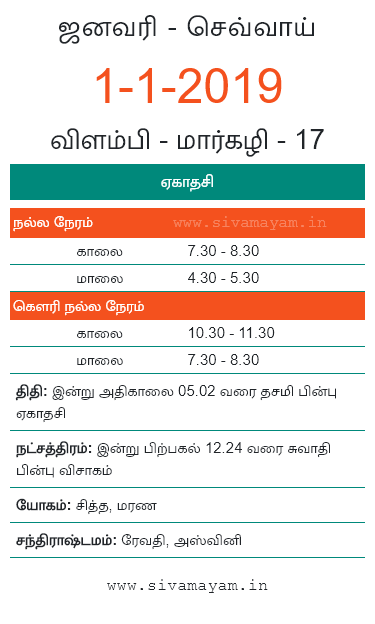 ஜனவரி - செவ்வாய்
1-1-2019
விளம்பி - மார்கழி - 17
ஏகாதசி
நல்ல நேரம் www.sivamayam.in
காலை 7.30 - 8.30
மாலை 4.30 - 5.30
கௌரி நல்ல நேரம்
காலை 10.30 - 11.30
மாலை 7.30 - 8.30
திதி: இன்று அதிகாலை 05.02 வரை தசமி பின்பு
ஏகாதசி
நட்சத்திரம்: இன்று பிற்பகல் 12.24 வரை சுவாதி
பின்பு விசாகம்
யோகம்: சித்த, மரண
சந்திராஷ்டமம்: ரேவதி, அஸ்வினி
www.sivamayam.in